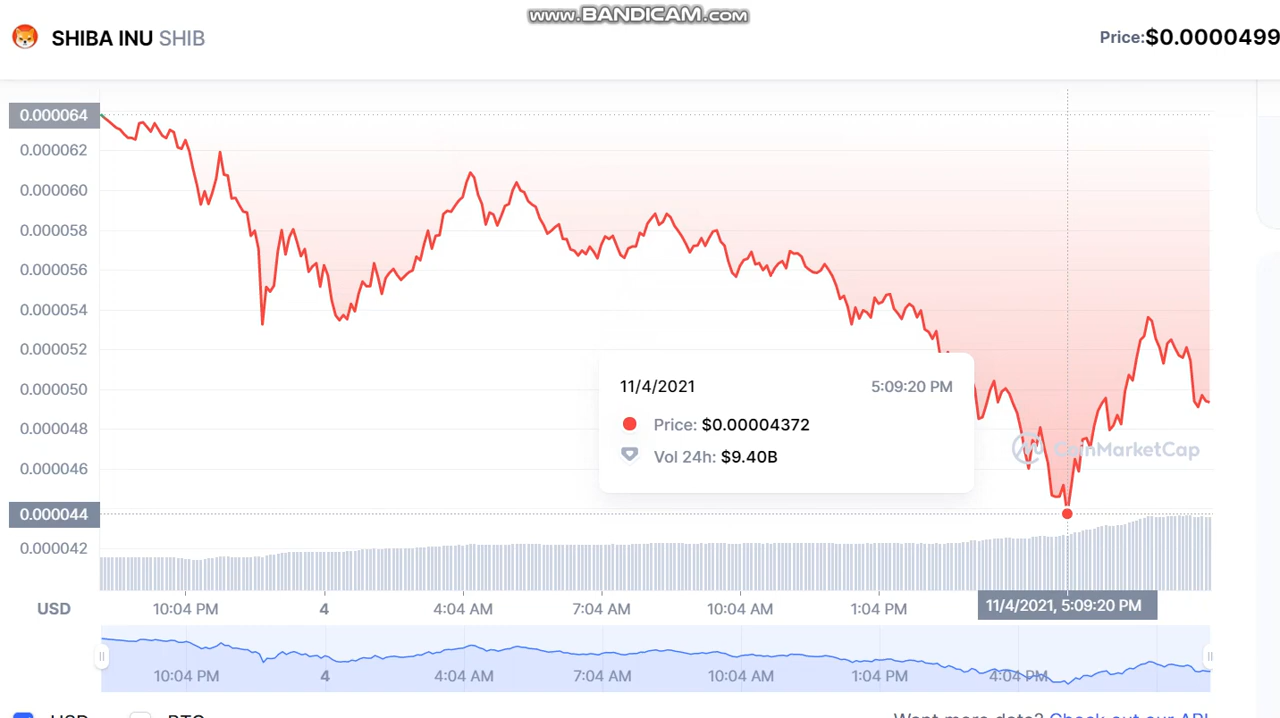 www.BANDICAM.com
SHIBA INU SHIB
Price:$0.0000499
0.000064
0.000062
0.000060
0.000058
0.000056
0.000054
0.000052
0.000050
0.000048
0.000046
0.000044
0.000042
11/4/2021 5:09:20 PM
Price: $0.00004372
Vol 24h: $9.40B
CoinMarketCap
USD 10:04 PM 4 4:04 AM 7:04 AM 10:04 AM 1:04 PM 11/4/2021, 5:09:20 PM
10:04 PM 4 4:04 AM 7:04 AM 10:04 AM 1:04 PM 4:04 PM
USD BTC Want more data? Check out our API